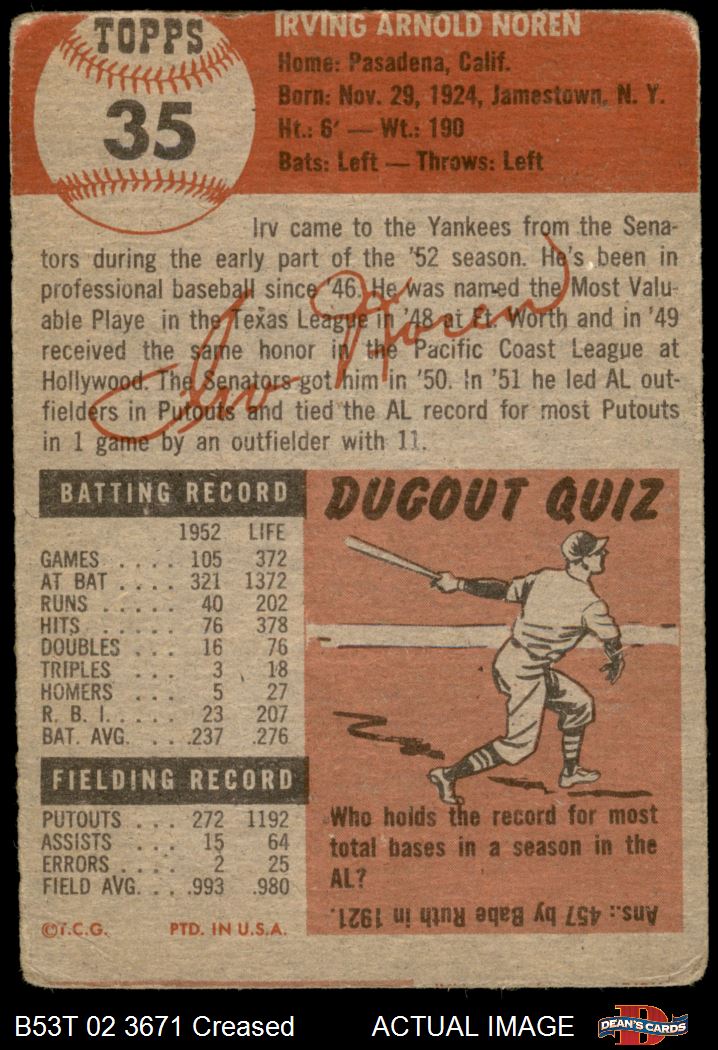 TOPPS
35
IRVING ARNOLD NOREN
Home: Pasadena, Calif.
Born: Nov. 29, 1924, Jamestown, N. Y.
Ht.: 6' — Wt.: 190
Bats: Left — Throws: Left
Irv came to the Yankees from the Sena-
tors during the early part of the '52 season. He's been in
professional baseball since '46. He was named the Most Valu-
able Playe in the Texas League in '48 at Ft. Worth and in '49
received the same honor in the Pacific Coast League at
Hollywood. The Senators got him in '50. In '51 he led AL out-
fielders in Putouts and tied the AL record for most Putouts
in 1 game by an outfielder with 11.
Irv Noren
BATTING RECORD
1952 LIFE
GAMES .... 105 372
AT BAT .... 321 1372
RUNS ..... 40 202
HITS ...... 76 378
DOUBLES ... 16 76
TRIPLES .... 3 18
HOMERS .... 5 27
R. B. I...... 23 207
BAT. AVG. ... .237 .276
FIELDING RECORD
PUTOUTS .... 272 1192
ASSISTS .... 15 64
ERRORS .... 2 25
FIELD AVG. ... .993 .980
©T.C.G. PTD. IN U.S.A.
DUGOUT QUIZ
Who holds the record for most
total bases in a season in the
AL?
Ans.: 457 by Babe Ruth in 1921.
B53T 02 3671 Creased ACTUAL IMAGE
DEAN'S CARDS